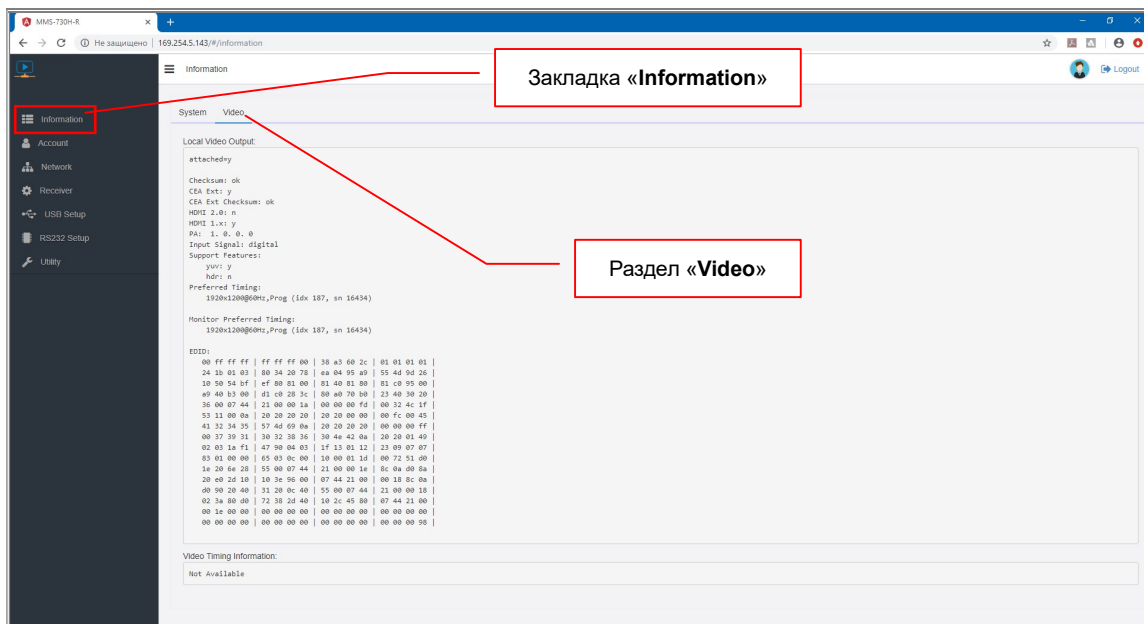 MMS-730H-R
Не защищено | 169.254.5.143/#/information
Information
Logout
Закладка «Information»
Information
Account
Network
Receiver
USB Setup
RS232 Setup
Utility
System Video
Local Video Output:
attached=y
Checksum: ok
CEA Ext: y
CEA Ext Checksum: ok
HDMI 2.0: n
HDMI 1.x: y
PA: 1. 0. 0. 0
Input Signal: digital
Support Features:
yuv: y
hdr: n
Preferred Timing:
1920x1200@60Hz,Prog (idx 187, sn 16434)
Monitor Preferred Timing:
1920x1200@60Hz,Prog (idx 187, sn 16434)
Раздел «Video»
EDID:
00 ff ff ff | ff ff ff 00 | 38 a3 60 2c | 01 01 01 01 |
24 1b 01 03 | 80 34 20 78 | ea 04 95 a9 | 55 4d 9d 26 |
10 50 54 bf | ef 80 81 00 | 81 40 81 80 | 81 c0 95 00 |
a9 40 b3 00 | d1 c0 28 3c | 80 a0 70 b0 | 23 40 30 20 |
36 00 07 44 | 21 00 00 1a | 00 00 00 fd | 00 32 4c 1f |
53 11 00 0a | 20 20 20 20 | 20 20 00 00 | 00 fc 00 45 |
41 32 34 35 | 57 4d 69 0a | 20 20 20 20 | 00 00 00 ff |
00 37 39 31 | 30 32 38 36 | 30 4e 42 0a | 20 20 01 49 |
02 03 1a f1 | 47 90 04 03 | 1f 13 01 12 | 23 09 07 07 |
83 01 00 00 | 65 03 0c 00 | 10 00 01 1d | 00 72 51 d0 |
1e 20 6e 28 | 55 00 07 44 | 21 00 00 1e | 8c 0a d0 8a |
20 e0 2d 10 | 10 3e 96 00 | 07 44 21 00 | 00 18 8c 0a |
d0 90 20 40 | 31 20 0c 40 | 55 00 07 44 | 21 00 00 18 |
02 3a 80 d0 | 72 38 2d 40 | 10 2c 45 80 | 07 44 21 00 |
00 1e 00 00 | 00 00 00 00 | 00 00 00 00 | 00 00 00 00 |
00 00 00 00 | 00 00 00 00 | 00 00 00 00 | 00 00 00 98 |
Video Timing Information:
Not Available